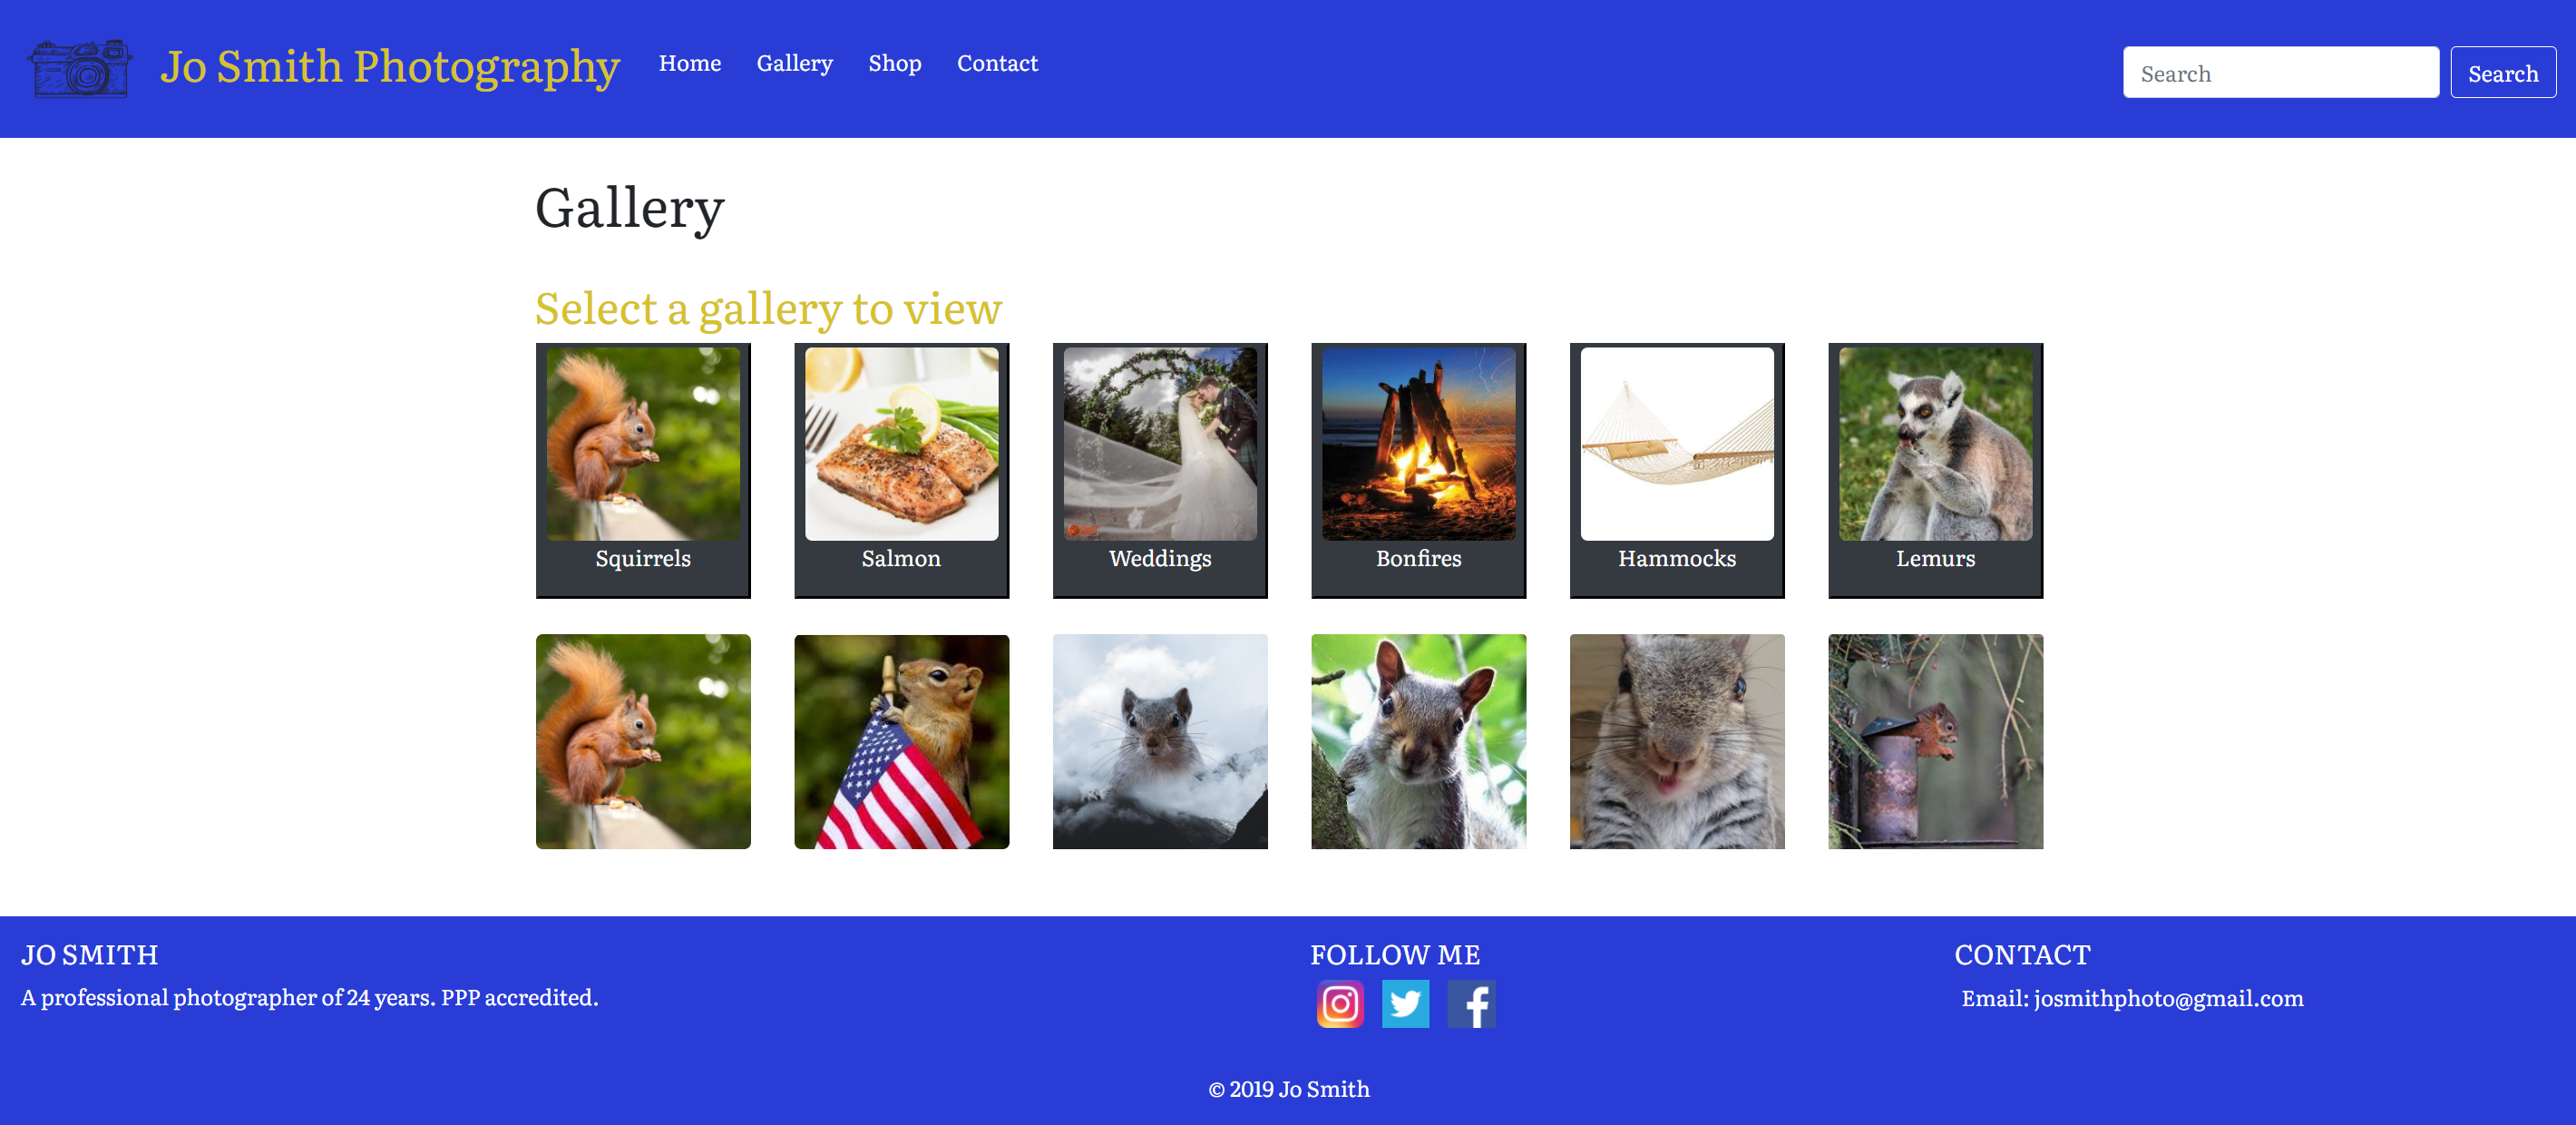 Jo Smith Photography Home Gallery Shop Contact Search Search
Gallery
Select a gallery to view
Squirrels Salmon Weddings Bonfires Hammocks Lemurs
JO SMITH FOLLOW ME CONTACT
A professional photographer of 24 years. PPP accredited. Email: josmithphoto@gmail.com
© 2019 Jo Smith